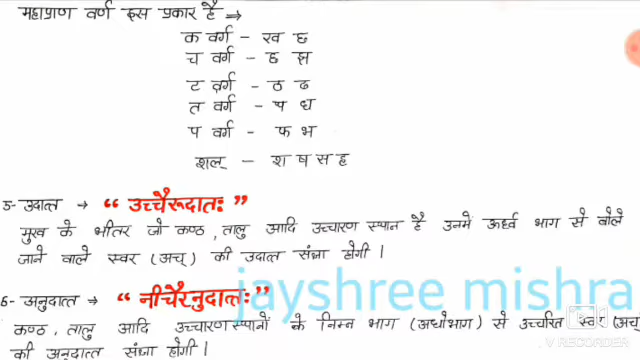 महाप्राण वर्ण इस प्रकार है ⇒
क वर्ग - ख घ
च वर्ग - छ झ
ट वर्ग - ठ ढ
त वर्ग - थ ध
प वर्ग - फ भ
शल् - श ष स ह
5- उदात्त → “ उच्चैरूदातः ”
मुख के भीतर जो कण्ठ, तालु आदि उच्चारण स्थान है उनमें ऊर्ध्व भाग से बोले
जाने वाले स्वर (अच्) की उदात्त संज्ञा होगी ।
jayshree mishra
6- अनुदात्त → “ नीचैरनुदात्तः ”
कण्ठ, तालु आदि उच्चारण स्थानों के निम्न भाग (अधोभाग) से उच्चरित स्वर (अच्)
की अनुदात्त संज्ञा होगी ।
V RECORDER